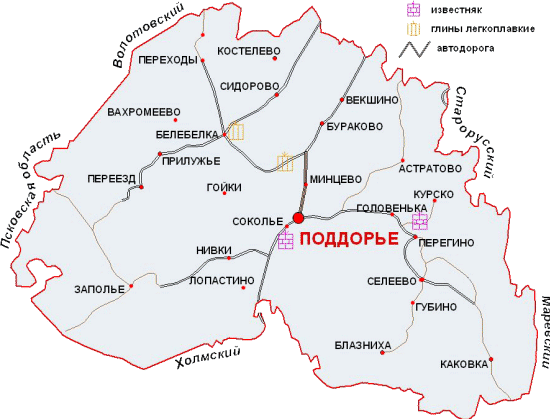 известняк
глины легкоплавкие
автодорога
Волотовский
КОСТЕЛЕВО
ПЕРЕХОДЫ
СИДОРОВО
ВЕКШИНО
ВАХРОМЕЕВО
Старорусский
БУРАКОВО
БЕЛЕБЕЛКА
Псковская область
ПРИЛУЖЬЕ
АСТРАТОВО
ПЕРЕЕЗД
МИНЦЕВО
ГОЙКИ
КУРСКО
ГОЛОВЕНЬКА
СОКОЛЬЕ
ПОДДОРЬЕ
ПЕРЕГИНО
НИВКИ
ЗАПОЛЬЕ
ЛОПАСТИНО
СЕЛЕЕВО
ГУБИНО
Маревский
БЛАЗНИХА
Холмский
КАКОВКА